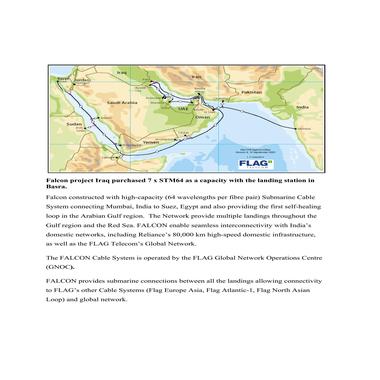 Iraq
Iran
Jordan
Pakistan
Saudi Arabia
UAE
Oman
India
Sudan
Yemen
FLAG
Falcon project Iraq purchased 7 x STM64 as a capacity with the landing station in
Basra.
Falcon constructed with high-capacity (64 wavelengths per fibre pair) Submarine Cable
System connecting Mumbai, India to Suez, Egypt and also providing the first self-healing
loop in the Arabian Gulf region. The Network provide multiple landings throughout the
Gulf region and the Red Sea. FALCON enable seamless interconnectivity with India's
domestic networks, including Reliance's 80,000 km high-speed domestic infrastructure,
as well as the FLAG Telecom's Global Network.
The FALCON Cable System is operated by the FLAG Global Network Operations Centre
(GNOC).
FALCON provides submarine connections between all the landings allowing connectivity
to FLAG's other Cable Systems (Flag Europe Asia, Flag Atlantic-1, Flag North Asian
Loop) and global network.